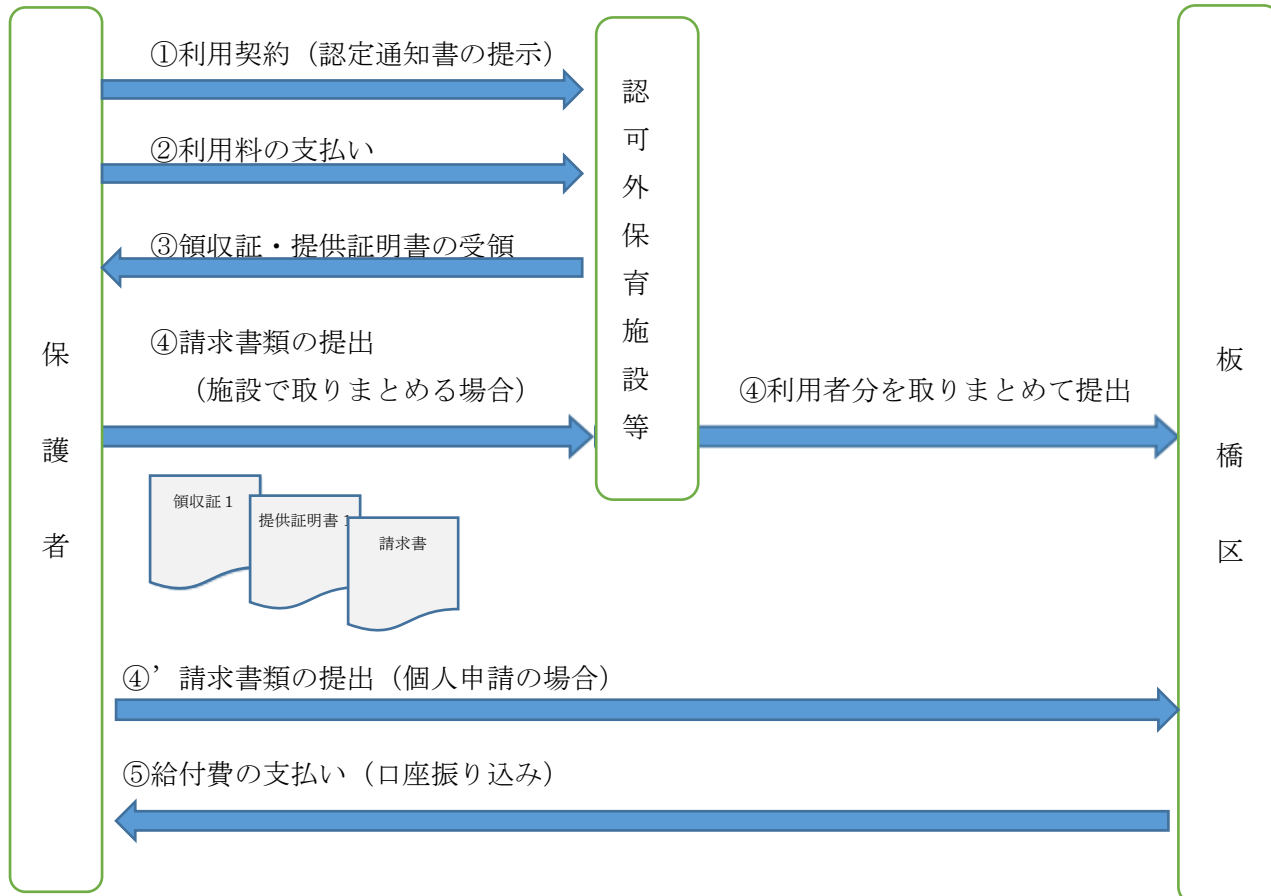 保護者
①利用契約（認定通知書の提示）
②利用料の支払い
③領収証・提供証明書の受領
④請求書類の提出
（施設で取りまとめる場合）
領収証１
提供証明書１
請求書
認可外保育施設等
④利用者分を取りまとめて提出
④’請求書類の提出（個人申請の場合）
⑤給付費の支払い（口座振り込み）
板橋区